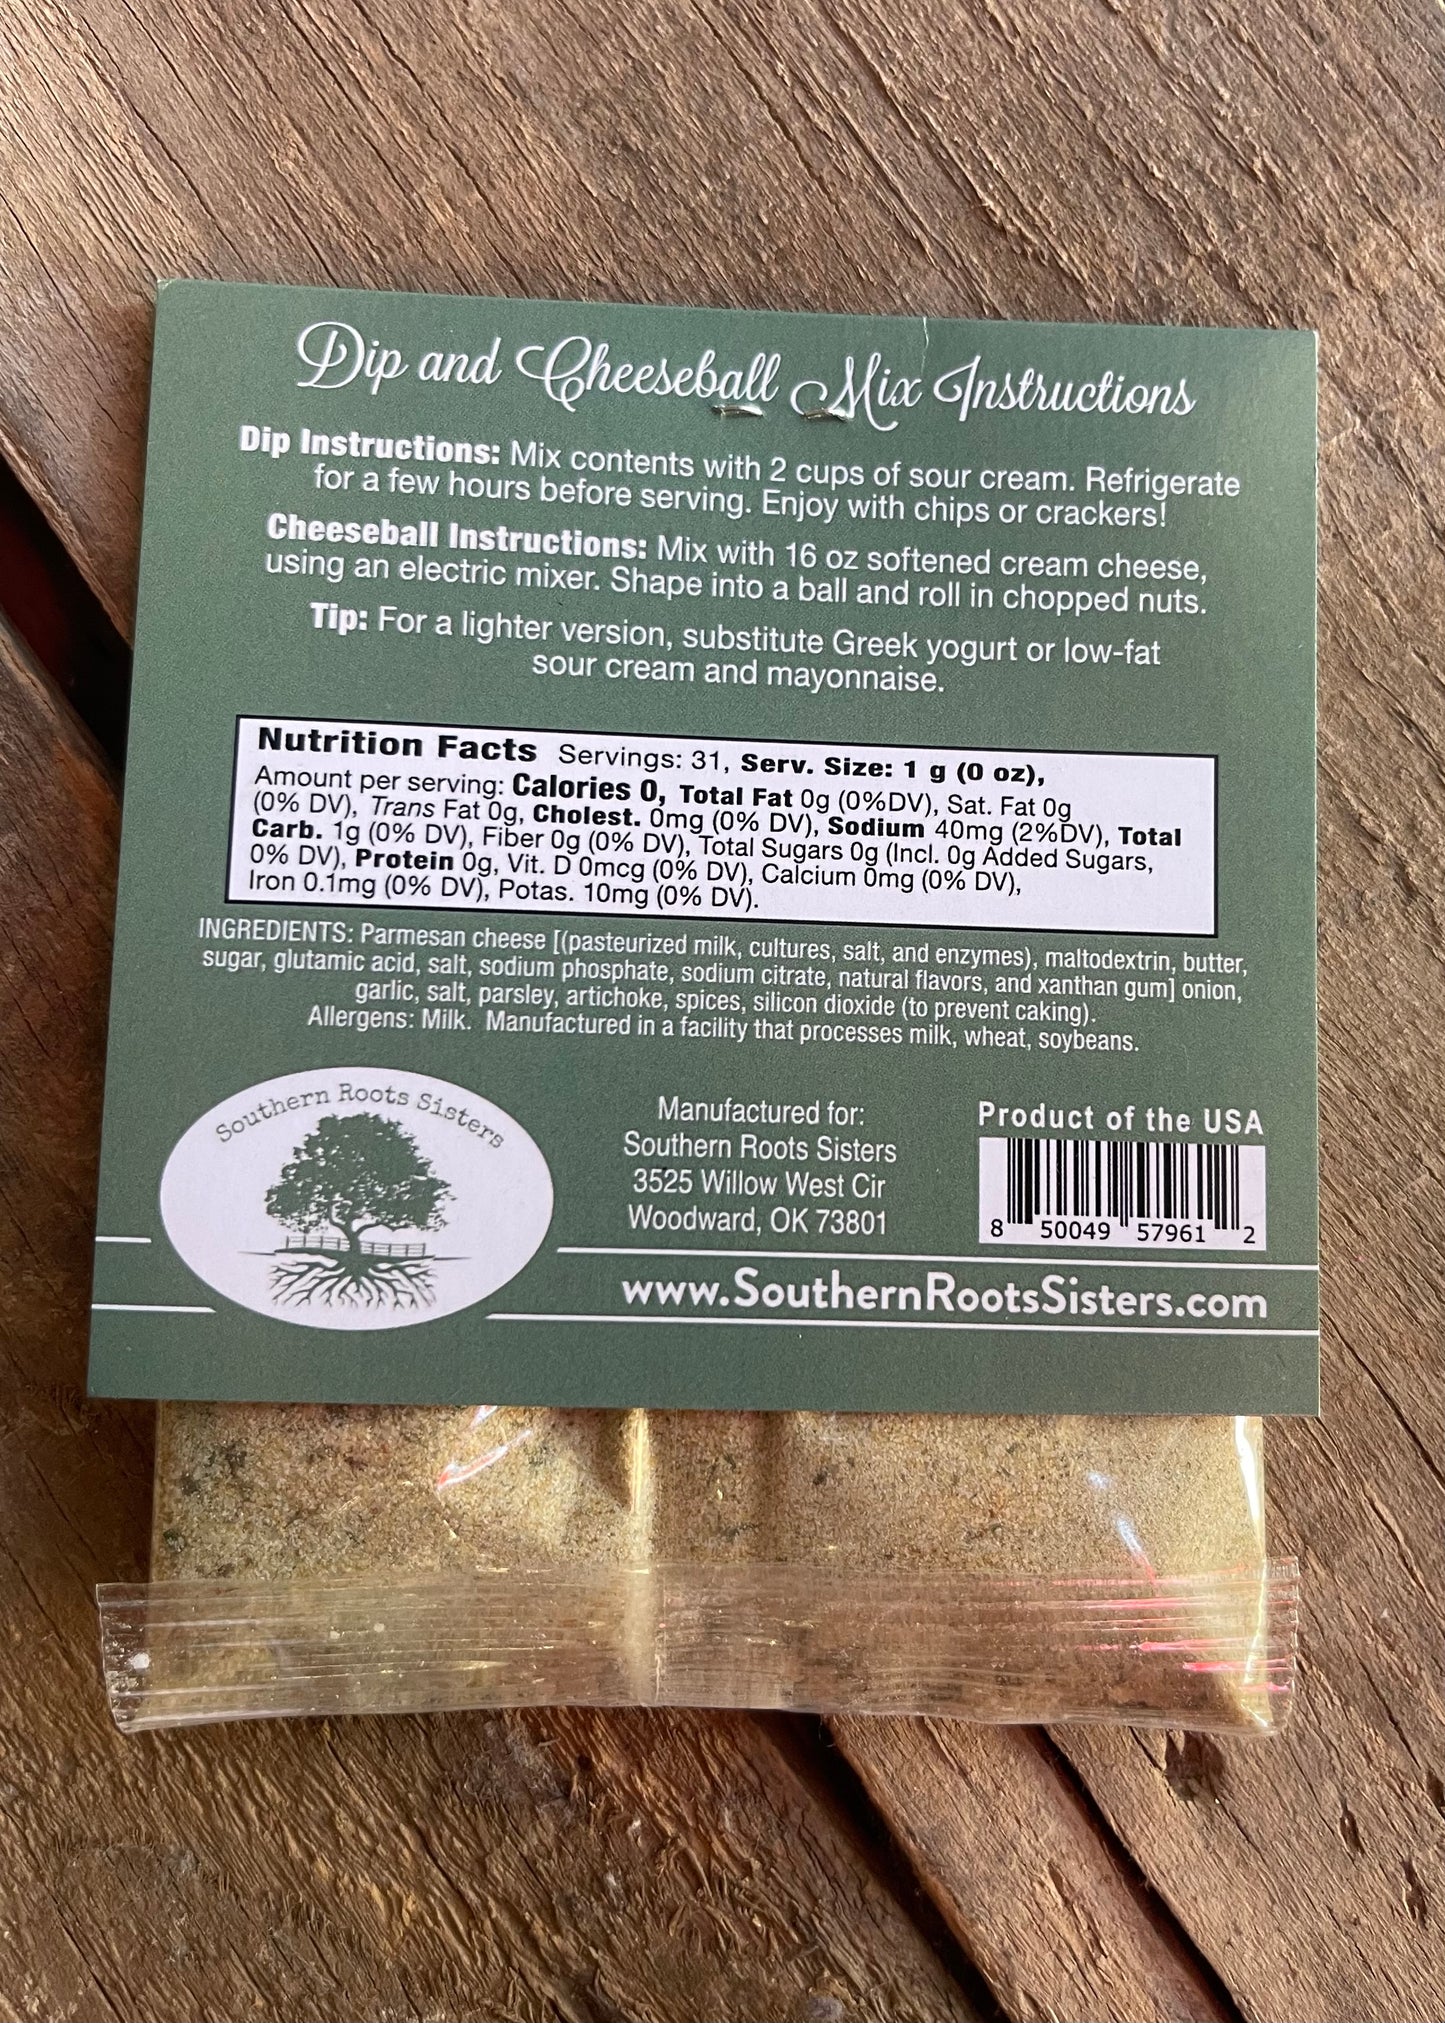 Dip and Cheeseball Mix Instructions
Dip Instructions: Mix contents with 2 cups of sour cream. Refrigerate
for a few hours before serving. Enjoy with chips or crackers!
Cheeseball Instructions: Mix with 16 oz softened cream cheese,
using an electric mixer. Shape into a ball and roll in chopped nuts.
Tip: For a lighter version, substitute Greek yogurt or low-fat
sour cream and mayonnaise.
Nutrition Facts Servings: 31, Serv. Size: 1 g (0 oz),
Amount per serving: Calories 0, Total Fat 0g (0%DV), Sat. Fat 0g
(0% DV), Trans Fat 0g, Cholest. 0mg (0% DV), Sodium 40mg (2%DV), Total
Carb. 1g (0% DV), Fiber 0g (0% DV), Total Sugars 0g (Incl. 0g Added Sugars,
0% DV), Protein 0g, Vit. D 0mcg (0% DV), Calcium 0mg (0% DV),
Iron 0.1mg (0% DV), Potas. 10mg (0% DV).
INGREDIENTS: Parmesan cheese [(pasteurized milk, cultures, salt, and enzymes), maltodextrin, butter,
sugar, glutamic acid, salt, sodium phosphate, sodium citrate, natural flavors, and xanthan gum] onion,
garlic, salt, parsley, artichoke, spices, silicon dioxide (to prevent caking).
Allergens: Milk. Manufactured in a facility that processes milk, wheat, soybeans.
Southern Roots Sisters
Manufactured for:
Southern Roots Sisters
3525 Willow West Cir
Woodward, OK 73801
Product of the USA
8 50049 57961 2
www.SouthernRootsSisters.com